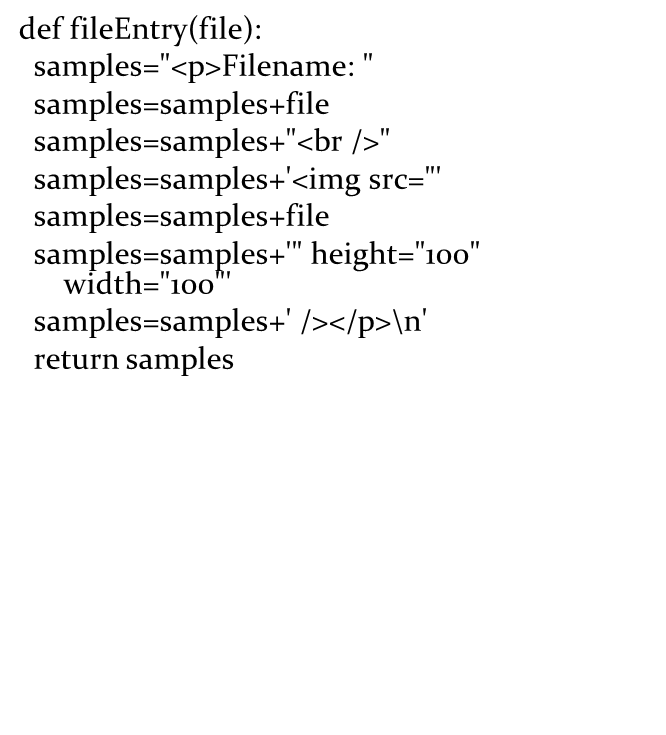 def fileEntry(file):
  samples="<p>Filename: "
  samples=samples+file
  samples=samples+"<br />"
  samples=samples+'<img src="'
  samples=samples+file
  samples=samples+'" height="100"
      width="100"'
  samples=samples+' /></p>\n'
  return samples